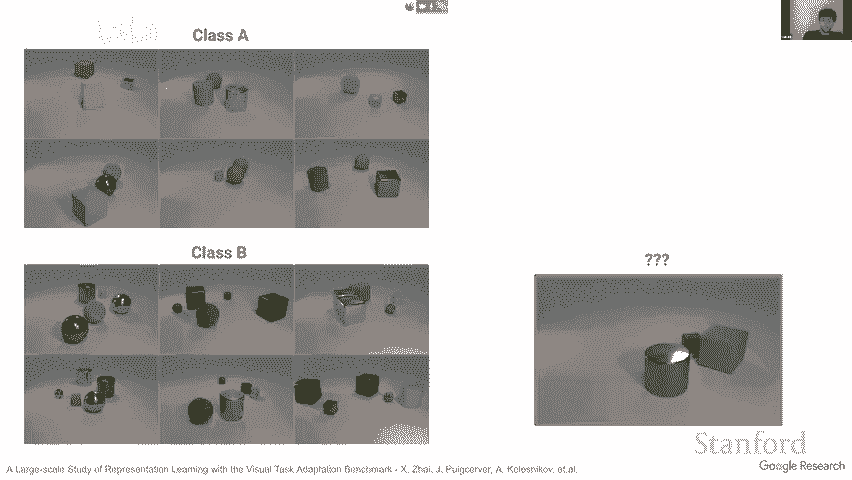 Class A
Class B
???
Stanford
Google Research
A Large-scale Study of Representation Learning with the Visual Task Adaptation Benchmark - X. Zhai, J. Puigcerver, A. Kolesnikov, et.al.